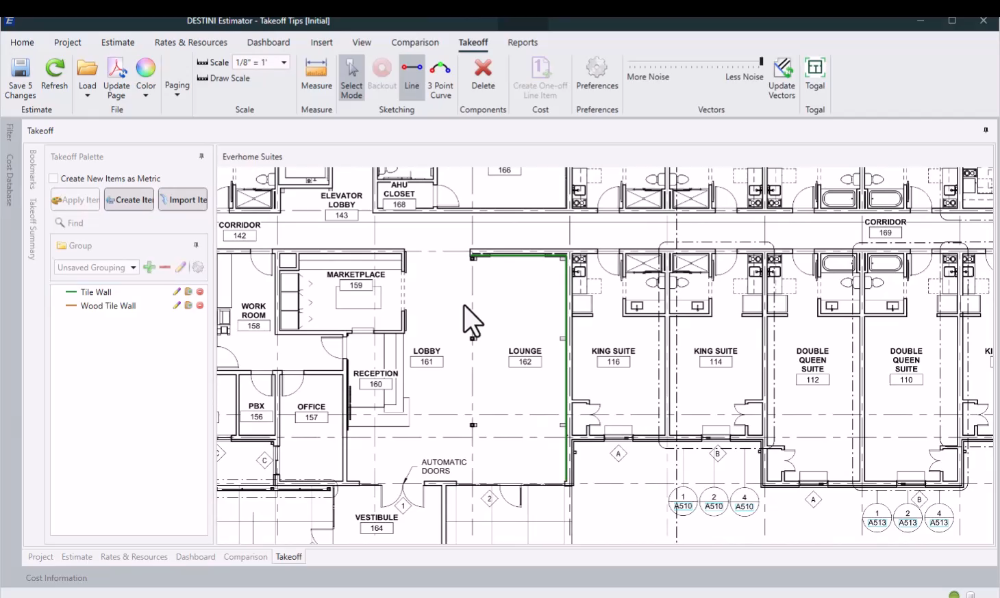 E
DESTINI Estimator - Takeoff Tips [Initial]
Home
Project
Estimate
Rates & Resources
Dashboard
Insert
View
Comparison
Takeoff
Reports
Save 5 Changes
Refresh
Estimate
Load
Update Page
Color
File
Paging
Scale 1/8" = 1'
Draw Scale
Scale
Measure
Measure
Select Mode
Backout
Line
3 Point Curve
Sketching
Delete
Components
Create One-off Line Item
Cost
Preferences
Preferences
More Noise
Less Noise
Update Vectors
Vectors
Togal
Togal
Filter
Cost Database
Takeoff
Bookmarks
Takeoff Summary
Takeoff Palette
Create New Items as Metric
Apply Iter
Create Iter
Import Ite
Find
Group
Unsaved Grouping
Tile Wall
Wood Tile Wall
Everhome Suites
166
AHU
CLOSET
168
ELEVATOR
LOBBY
143
CORRIDOR
142
CORRIDOR
169
MARKETPLACE
159
WORK
ROOM
158
LOBBY
161
LOUNGE
162
KING SUITE
116
KING SUITE
114
DOUBLE
QUEEN
SUITE
112
DOUBLE
QUEEN
SUITE
110
KI
RECEPTION
160
PBX
156
OFFICE
157
C
AUTOMATIC
DOORS
A
B
1
2
VESTIBULE
164
1
A510
2
A510
4
A510
A
B
1
A513
2
A513
4
A513
Project
Estimate
Rates & Resources
Dashboard
Comparison
Takeoff
Cost Information